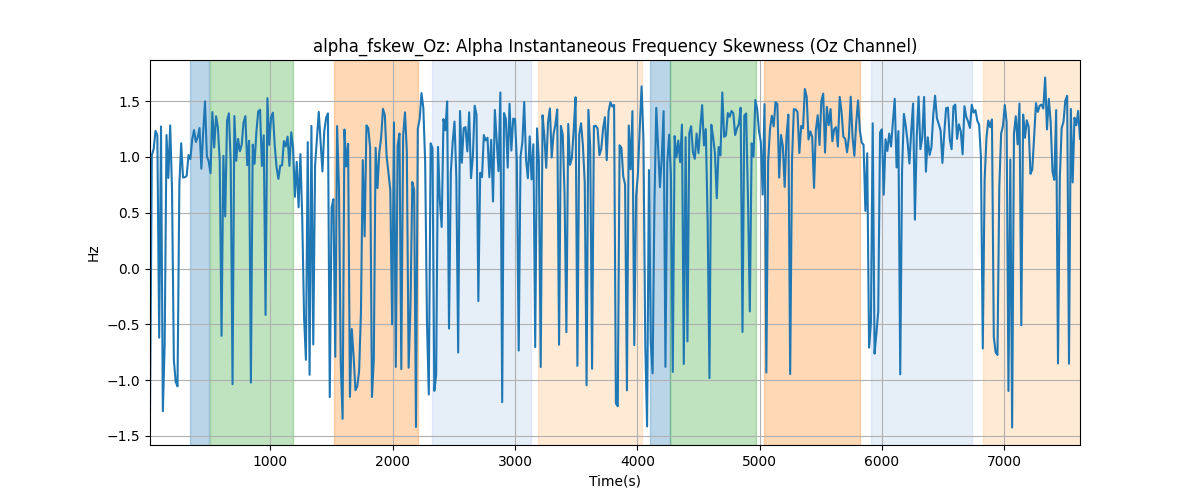 alpha_fskew_Oz: Alpha Instantaneous Frequency Skewness (Oz Channel)
1.5
1.0
0.5
0.0
−0.5
−1.0
−1.5
Hz
1000 2000 3000 4000 5000 6000 7000
Time(s)